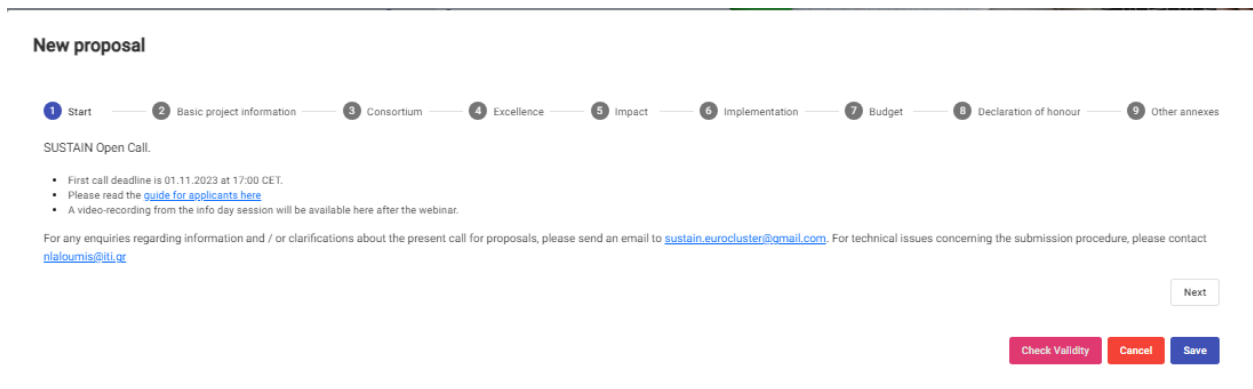 New proposal
1 Start 2 Basic project information 3 Consortium 4 Excellence 5 Impact 6 Implementation 7 Budget 8 Declaration of honour 9 Other annexes
SUSTAIN Open Call.
• First call deadline is 01.11.2023 at 17:00 CET.
• Please read the guide for applicants here
• A video-recording from the info day session will be available here after the webinar.
For any enquiries regarding information and / or clarifications about the present call for proposals, please send an email to sustain.eurocluster@gmail.com. For technical issues concerning the submission procedure, please contact
nlaloumis@iti.gr
Next
Check Validity Cancel Save